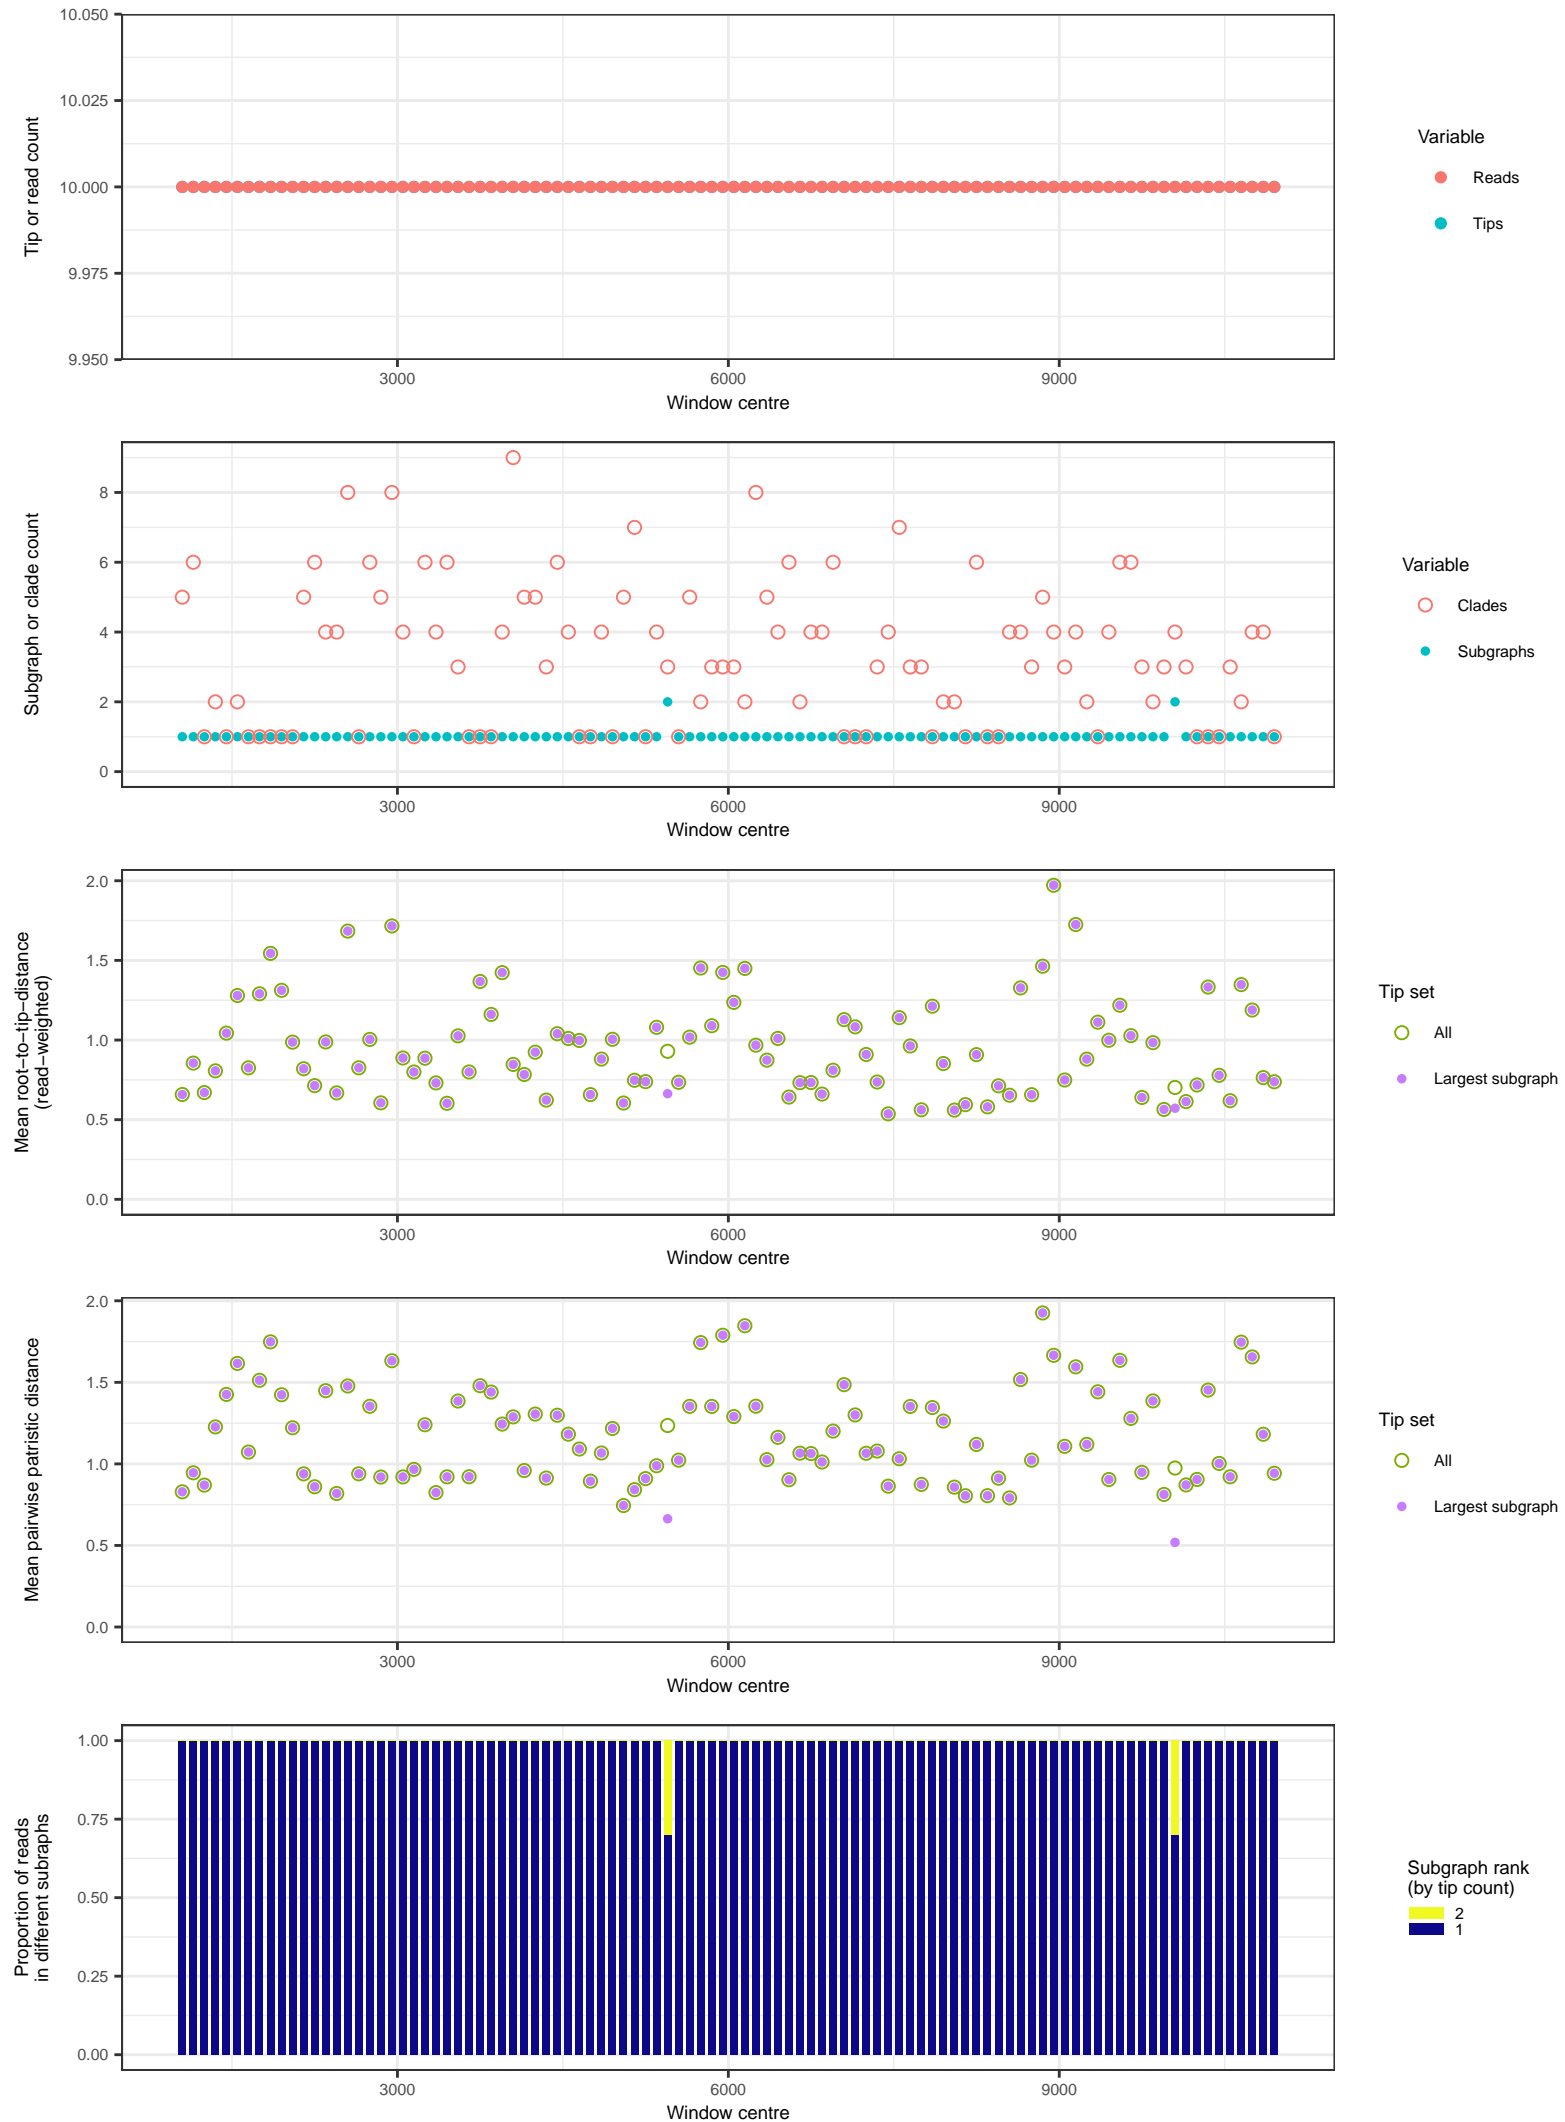 10.050
10.025
10.000
9.975
9.950
Tip or read count
3000 6000 9000
Window centre
Variable
Reads
Tips
8
6
4
2
0
Subgraph or clade count
3000 6000 9000
Window centre
Variable
Clades
Subgraphs
2.0
1.5
1.0
0.5
0.0
Mean root−to−tip−distance
(read−weighted)
3000 6000 9000
Window centre
Tip set
All
Largest subgraph
2.0
1.5
1.0
0.5
0.0
Mean pairwise patristic distance
3000 6000 9000
Window centre
Tip set
All
Largest subgraph
1.00
0.75
0.50
0.25
0.00
Proportion of reads
in different subraphs
3000 6000 9000
Window centre
Subgraph rank
(by tip count)
2
1